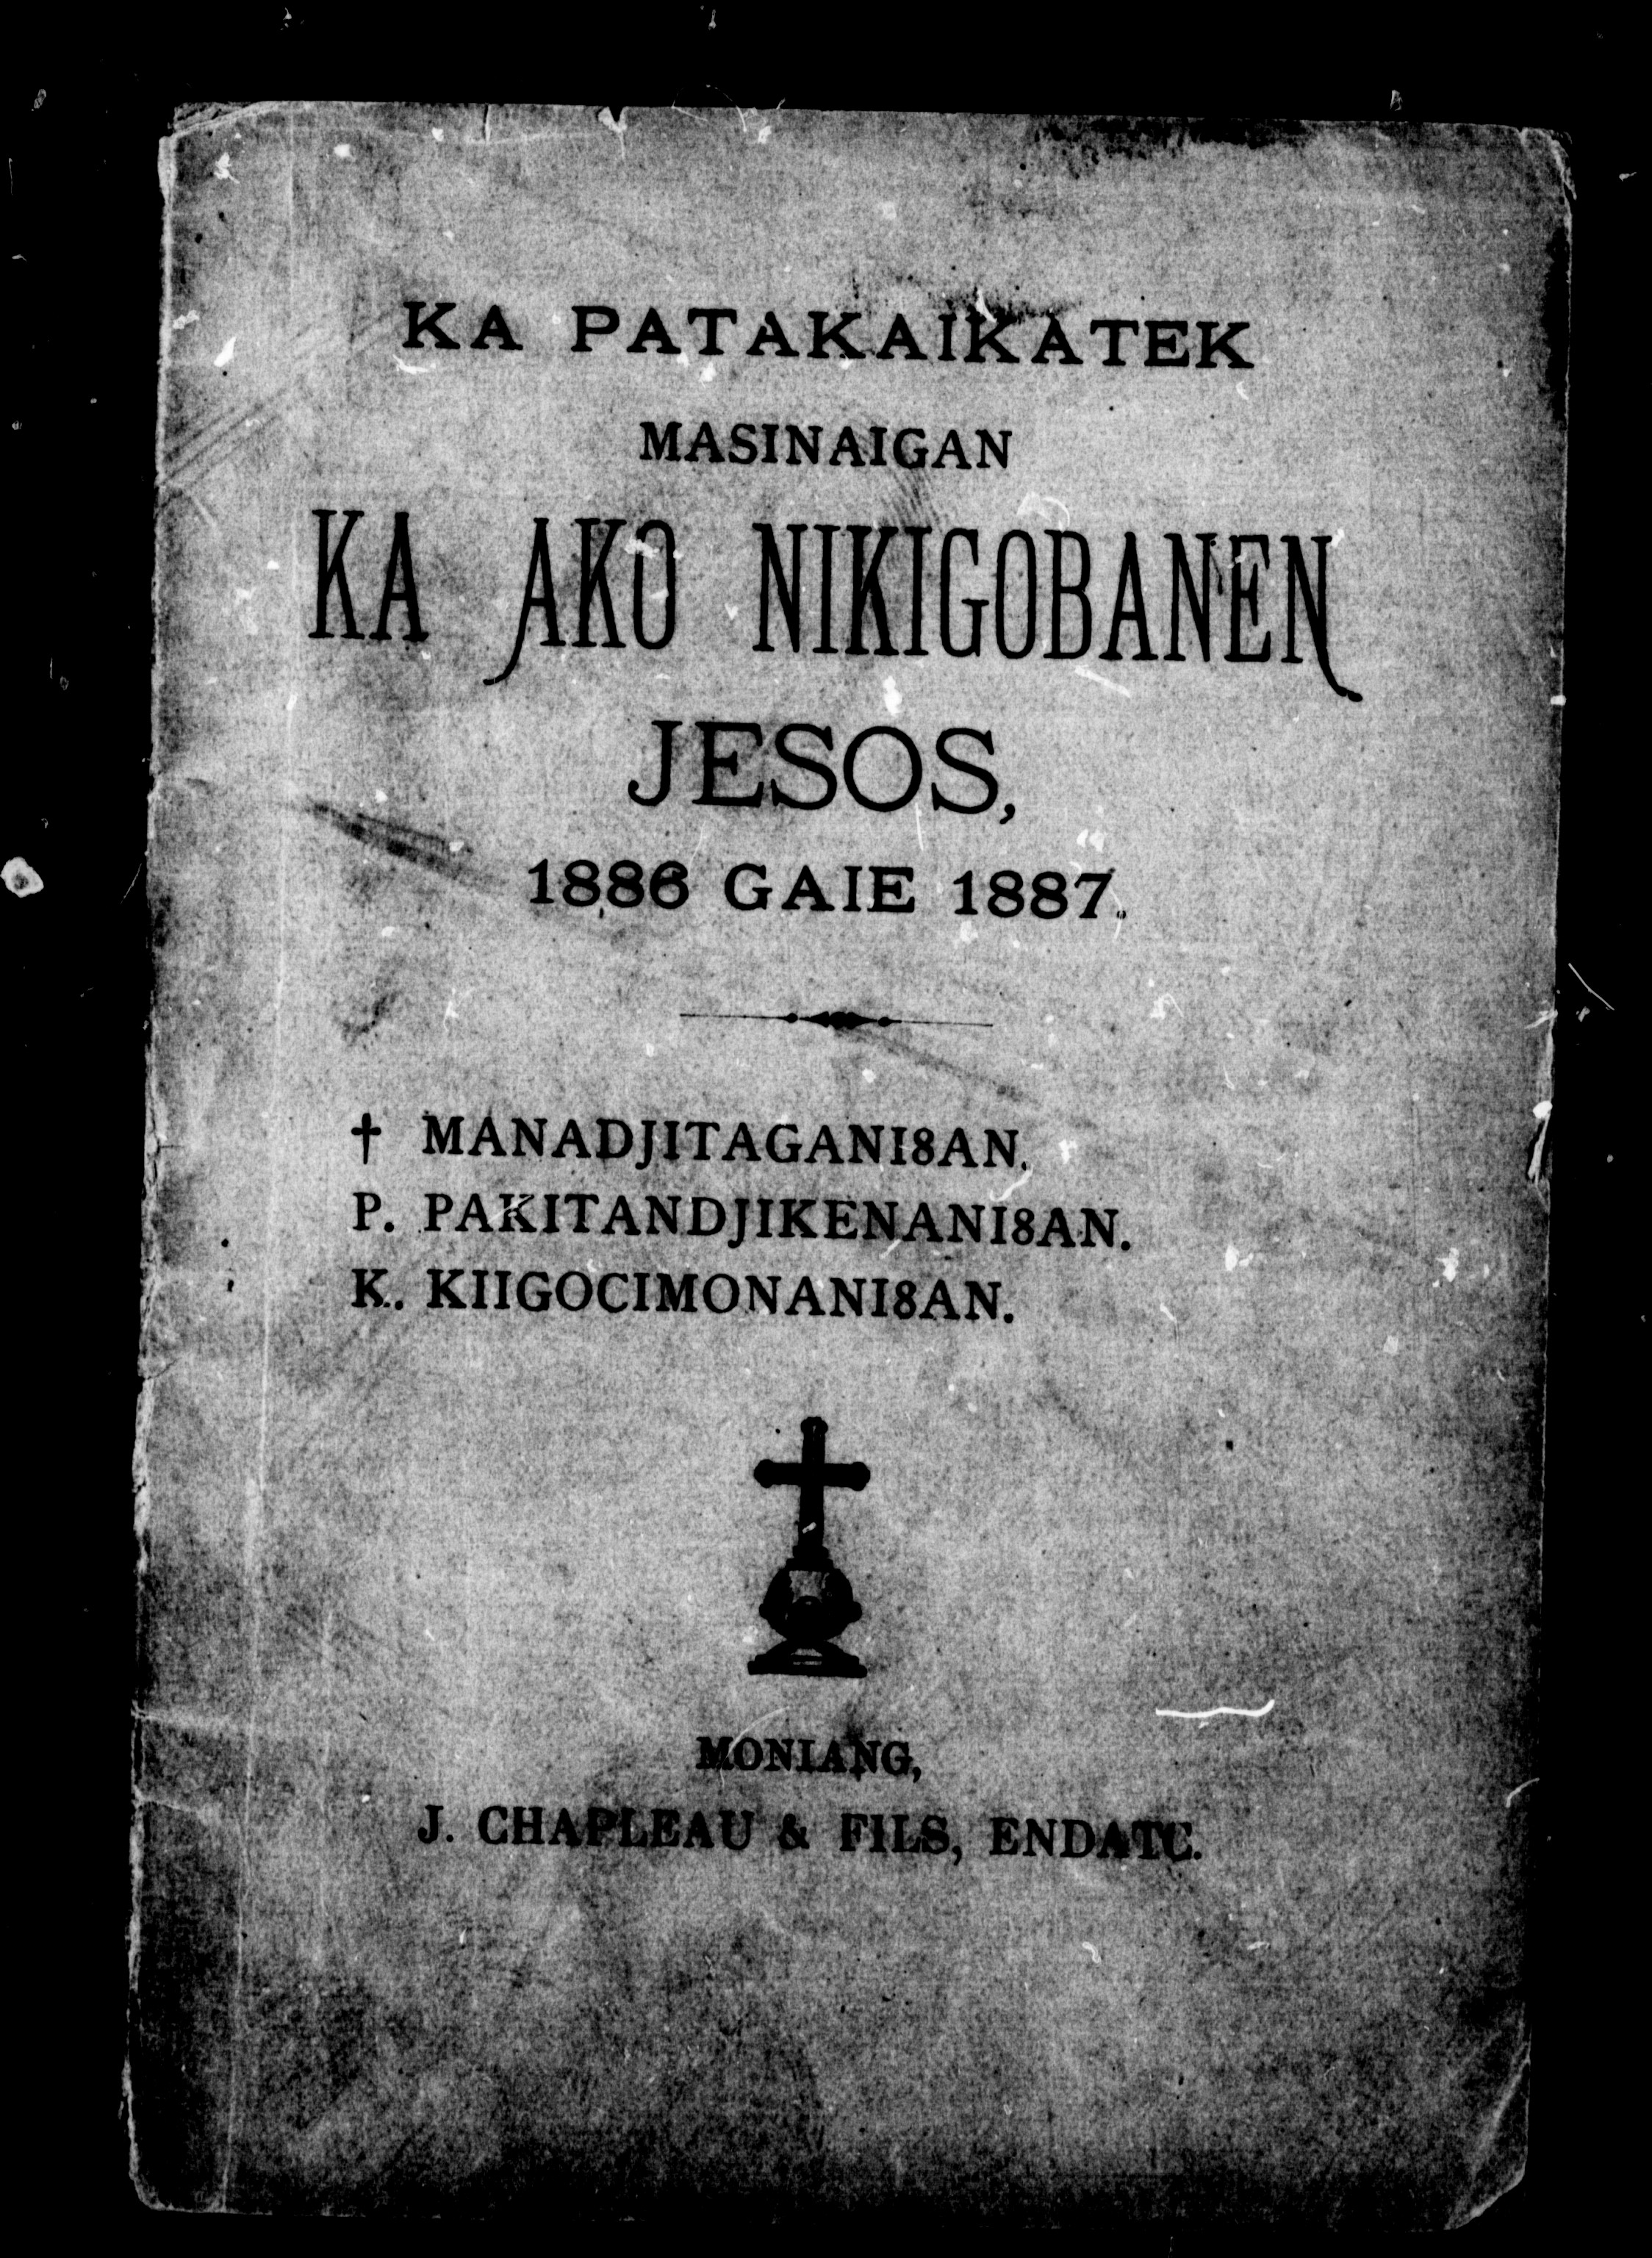 KA PATAKAIKATEK
MASINAIGAN
KA AKO NIKIGOBANEN
JESOS,
1886 GAIE 1887.
† MANADJITAGANI8AN.
P. PAKITANDJIKENANI8AN.
K. KIIGOCIMONANI8AN.
MONIANG,
J. CHAPLEAU & FILS, ENDATC.